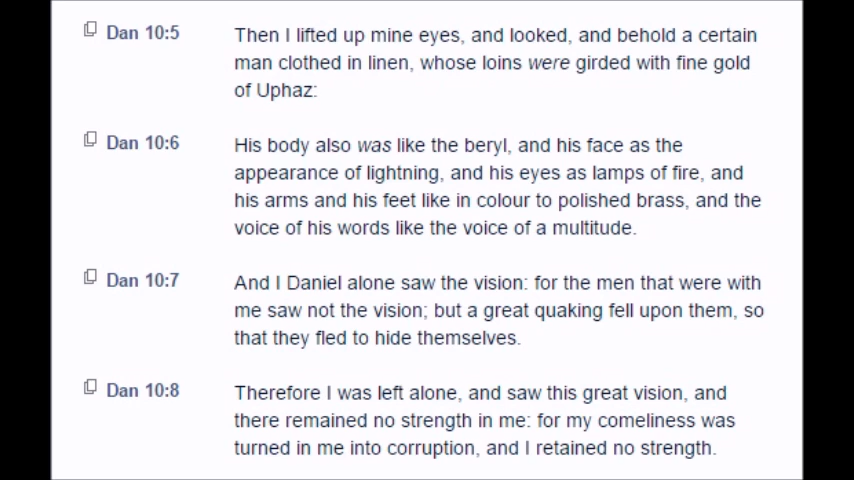 Dan 10:5 Then I lifted up mine eyes, and looked, and behold a certain
man clothed in linen, whose loins were girded with fine gold
of Uphaz:
Dan 10:6 His body also was like the beryl, and his face as the
appearance of lightning, and his eyes as lamps of fire, and
his arms and his feet like in colour to polished brass, and the
voice of his words like the voice of a multitude.
Dan 10:7 And I Daniel alone saw the vision: for the men that were with
me saw not the vision; but a great quaking fell upon them, so
that they fled to hide themselves.
Dan 10:8 Therefore I was left alone, and saw this great vision, and
there remained no strength in me: for my comeliness was
turned in me into corruption, and I retained no strength.